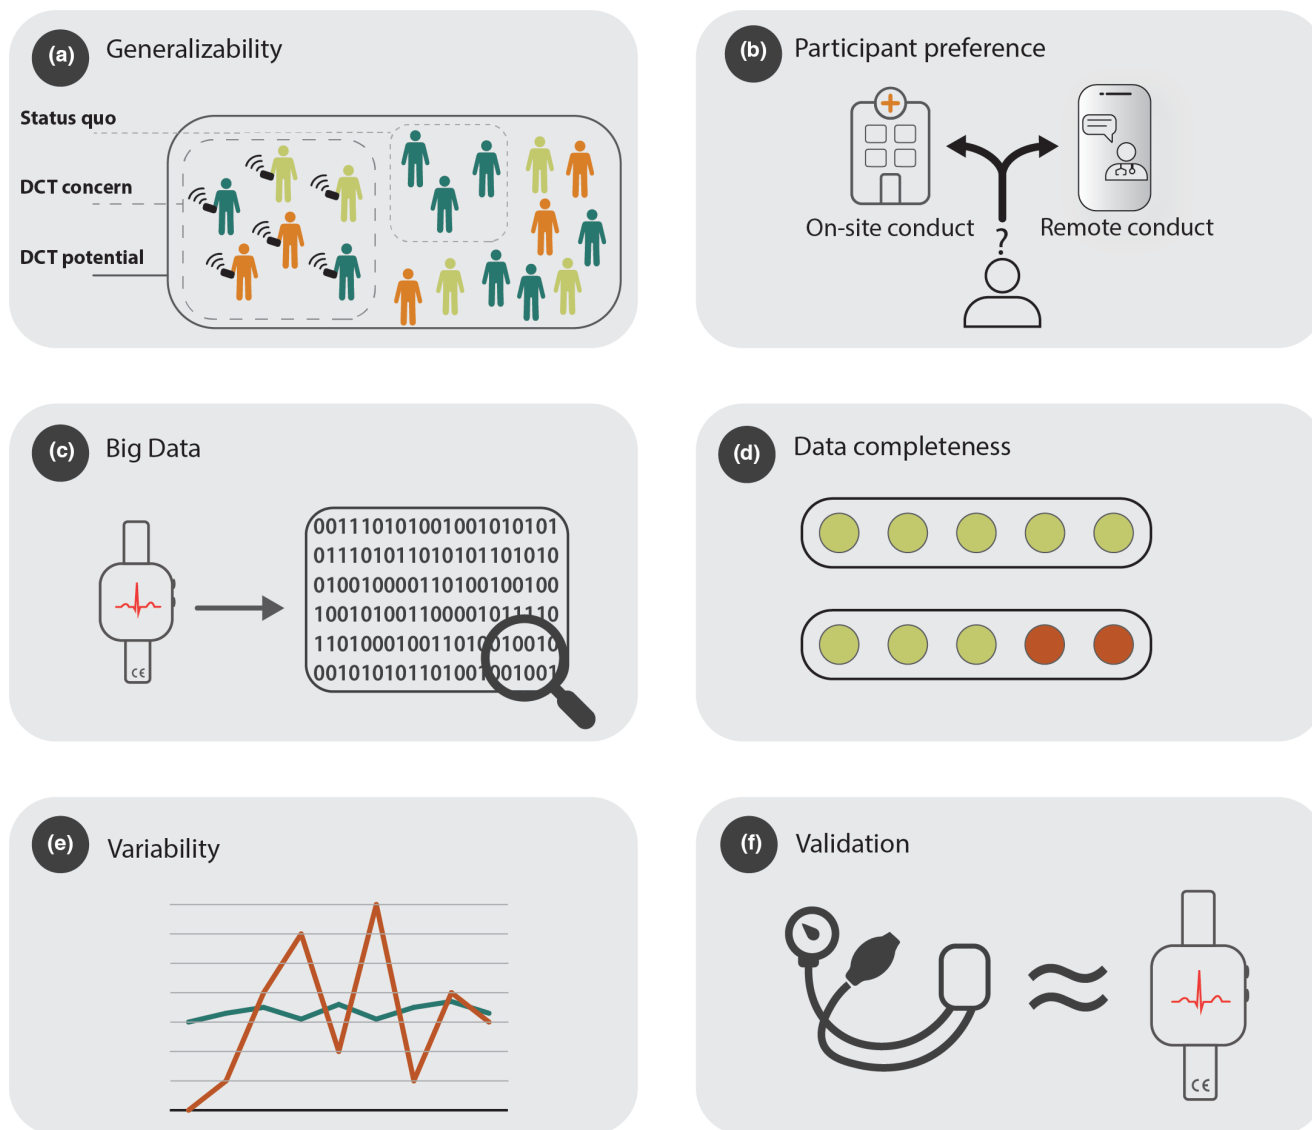 (a) Generalizability
Status quo
DCT concern
DCT potential
(b) Participant preference
On-site conduct
Remote conduct
?
(c) Big Data
001110101001001010101
011101011010101101010
010010000110100100100
100101001100001011110
110100010011010010010
001010101101001001001
CE
(d) Data completeness
(e) Variability
(f) Validation
CE